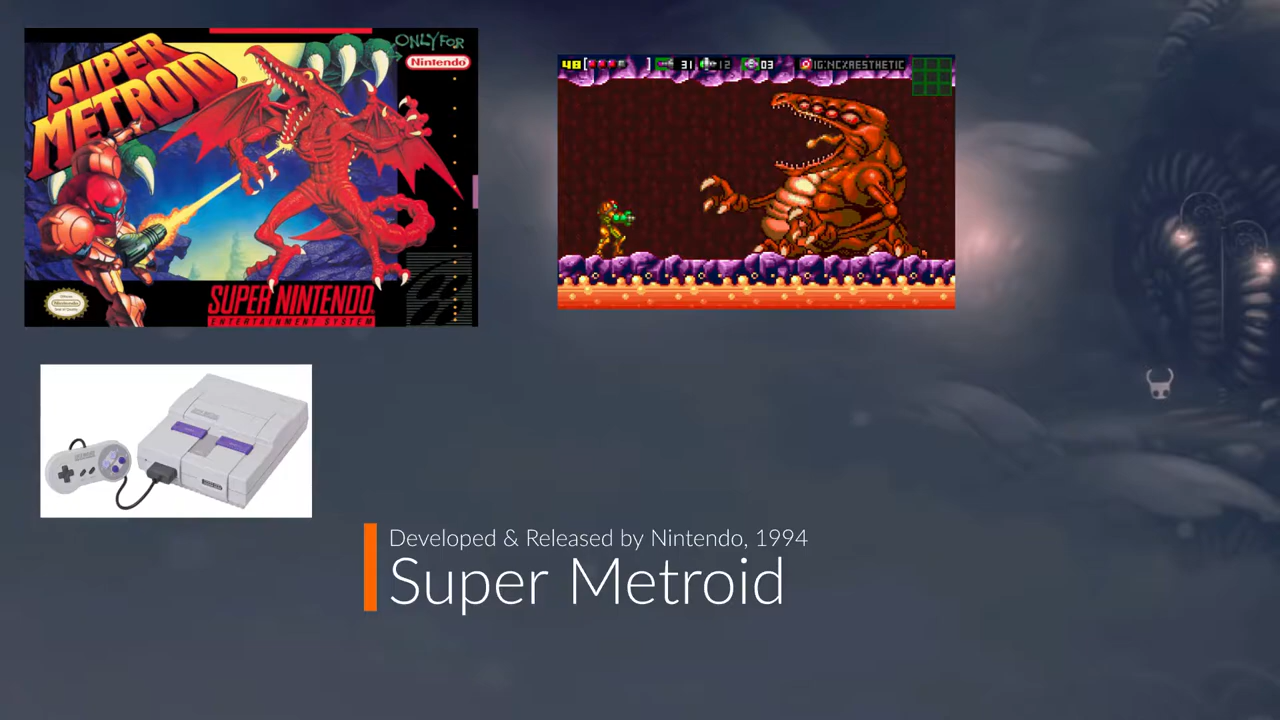 SUPER
METROID
ONLY FOR
Nintendo
SUPER NINTENDO
ENTERTAINMENT SYSTEM
48 31 12 03 IG:NCXAESTHETIC
Developed & Released by Nintendo, 1994
Super Metroid